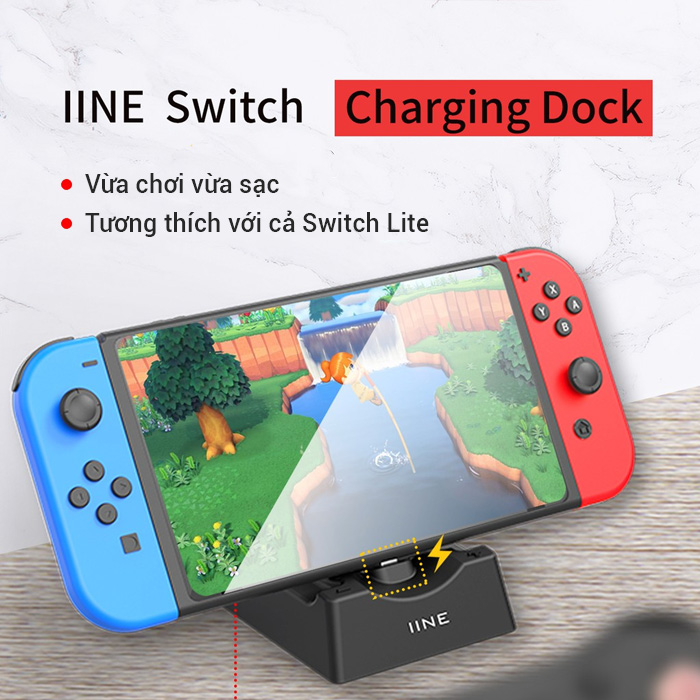 IINE Switch Charging Dock
Vừa chơi vừa sạc
Tương thích với cả Switch Lite
X
Y A
B
IINE